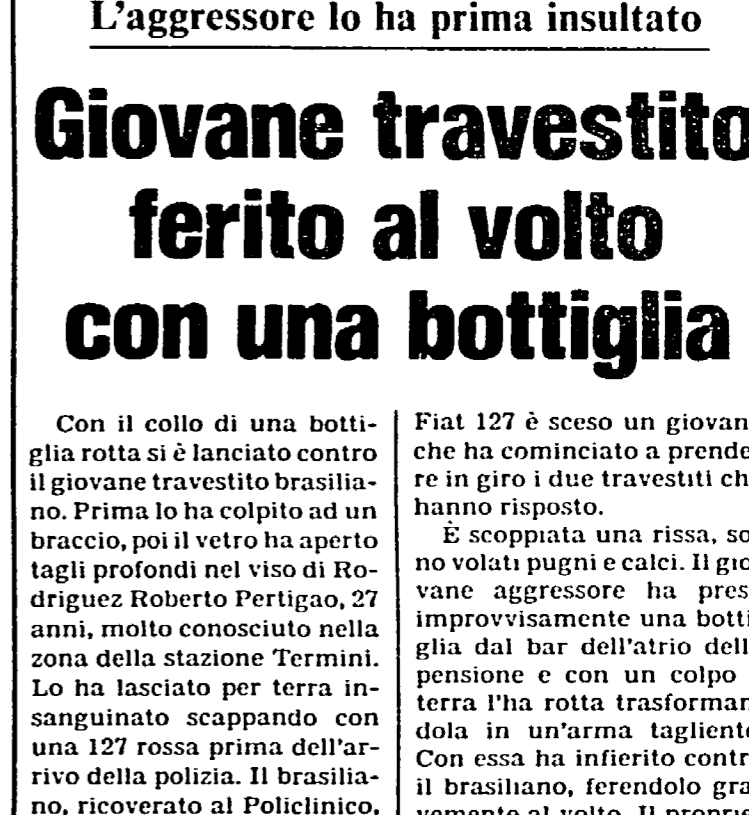 L'aggressore lo ha prima insultato
Giovane travestito
ferito al volto
con una bottiglia
Con il collo di una botti-
glia rotta si è lanciato contro
il giovane travestito brasilia-
no. Prima lo ha colpito ad un
braccio, poi il vetro ha aperto
tagli profondi nel viso di Ro-
driguez Roberto Pertigao, 27
anni, molto conosciuto nella
zona della stazione Termini.
Lo ha lasciato per terra in-
sanguinato scappando con
una 127 rossa prima dell'ar-
rivo della polizia. Il brasilia-
no, ricoverato al Policlinico,
Fiat 127 è sceso un giovan
che ha cominciato a prende
re in giro i due travestiti ch
hanno risposto.
È scoppiata una rissa, so
no volati pugni e calci. Il gio
vane aggressore ha pres
improvvisamente una botti
glia dal bar dell'atrio dell
pensione e con un colpo
terra l'ha rotta trasforman
dola in un'arma tagliente
Con essa ha infierito contr
il brasiliano, ferendolo gra
vemente al volto. Il proprie